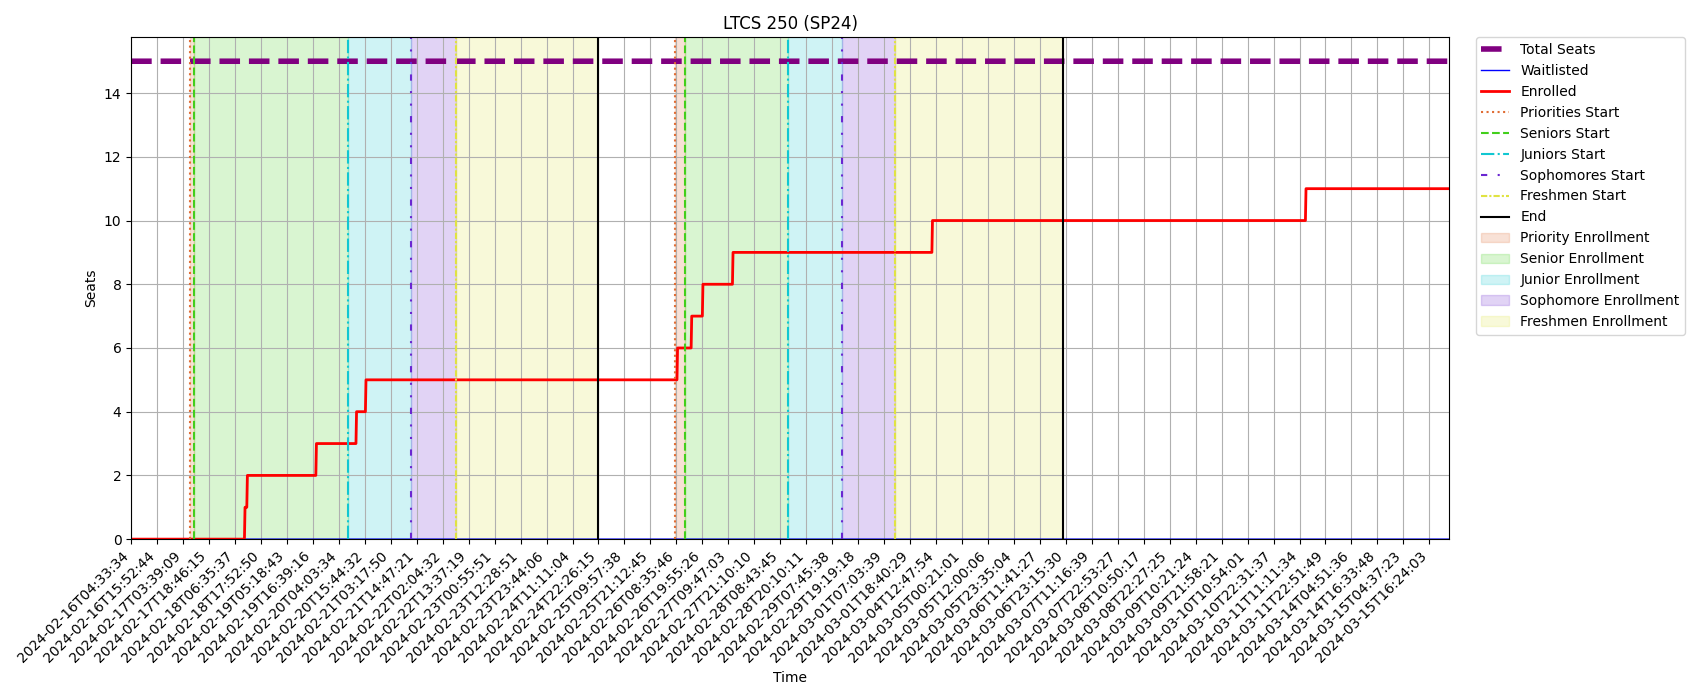 LTCS 250 (SP24)
Seats
14
12
10
8
6
4
2
0
2024-02-16T04:33:34
2024-02-16T15:52:44
2024-02-17T03:39:09
2024-02-17T18:46:15
2024-02-18T06:35:37
2024-02-18T17:52:50
2024-02-19T05:18:43
2024-02-19T16:39:16
2024-02-20T04:03:34
2024-02-20T15:44:32
2024-02-21T03:17:50
2024-02-21T14:47:21
2024-02-22T02:04:32
2024-02-22T13:37:19
2024-02-23T00:55:51
2024-02-23T12:28:51
2024-02-23T23:44:06
2024-02-24T11:11:04
2024-02-24T22:26:15
2024-02-25T09:57:38
2024-02-25T21:12:45
2024-02-26T08:35:46
2024-02-26T19:55:26
2024-02-27T09:47:03
2024-02-27T21:10:10
2024-02-28T08:43:45
2024-02-28T20:10:11
2024-02-29T07:45:38
2024-02-29T19:19:18
2024-03-01T07:03:39
2024-03-01T18:40:29
2024-03-04T12:47:54
2024-03-05T00:21:01
2024-03-05T12:00:06
2024-03-05T23:35:04
2024-03-06T11:41:27
2024-03-06T23:15:30
2024-03-07T11:16:39
2024-03-07T22:53:27
2024-03-08T10:50:17
2024-03-08T22:27:25
2024-03-09T10:21:24
2024-03-09T21:58:21
2024-03-10T10:54:01
2024-03-10T22:31:37
2024-03-11T11:11:34
2024-03-11T22:51:49
2024-03-14T04:51:36
2024-03-14T16:33:48
2024-03-15T04:37:23
2024-03-15T16:24:03
Time
Total Seats
Waitlisted
Enrolled
Priorities Start
Seniors Start
Juniors Start
Sophomores Start
Freshmen Start
End
Priority Enrollment
Senior Enrollment
Junior Enrollment
Sophomore Enrollment
Freshmen Enrollment